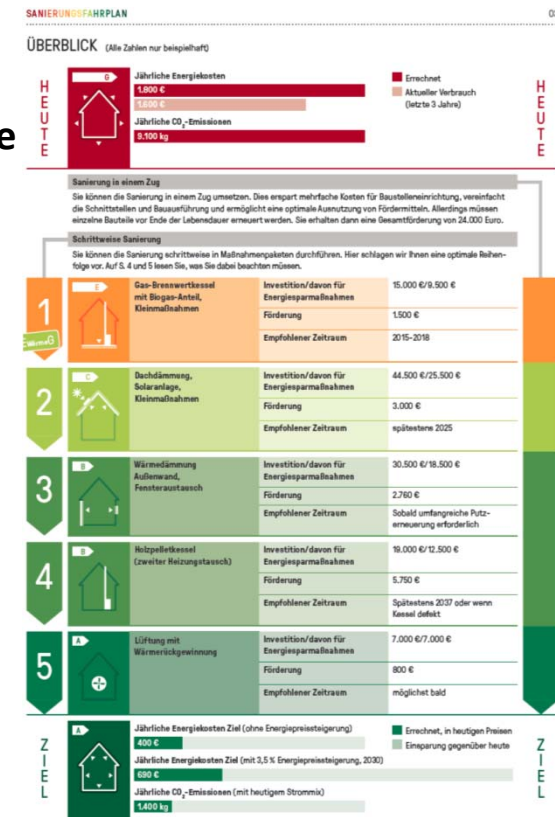 SANIERUNGSFAHRPLAN
ÜBERBLICK (Alle Zahlen nur beispielhaft)
HEUTE
G
Jährliche Energiekosten
1.800 €
1.600 €
Jährliche CO₂-Emissionen
9.100 kg
Errechnet
Aktueller Verbrauch
(letzte 3 Jahre)
HEUTE
e
Sanierung in einem Zug
Sie können die Sanierung in einem Zug umsetzen. Dies erspart mehrfache Kosten für Baustelleneinrichtung, vereinfacht
die Schnittstellen und Bauausführung und ermöglicht eine optimale Ausnutzung von Fördermitteln. Allerdings müssen
einzelne Bauteile vor Ende der Lebensdauer erneuert werden. Sie erhalten dann eine Gesamtförderung von 24.000 Euro.
Schrittweise Sanierung
Sie können die Sanierung schrittweise in Maßnahmenpaketen durchführen. Hier schlagen wir Ihnen eine optimale Reihen-
folge vor. Auf S. 4 und 5 lesen Sie, was Sie dabei beachten müssen.
1
EWärmeG
E
Gas-Brennwertkessel
mit Biogas-Anteil,
Kleinmaßnahmen
Investition/davon für
Energiesparmaßnahmen
15.000 €/9.500 €
Förderung
1.500 €
Empfohlener Zeitraum
2015-2018
2
C
Dachdämmung,
Solaranlage,
Kleinmaßnahmen
Investition/davon für
Energiesparmaßnahmen
44.500 €/25.500 €
Förderung
3.000 €
Empfohlener Zeitraum
spätestens 2025
3
B
Wärmedämmung
Außenwand,
Fensteraustausch
Investition/davon für
Energiesparmaßnahmen
30.500 €/18.500 €
Förderung
2.760 €
Empfohlener Zeitraum
Sobald umfangreiche Putz-
erneuerung erforderlich
4
B
Holzpelletkessel
(zweiter Heizungstausch)
Investition/davon für
Energiesparmaßnahmen
19.000 €/12.500 €
Förderung
5.750 €
Empfohlener Zeitraum
Spätestens 2037 oder wenn
Kessel defekt
5
A
Lüftung mit
Wärmerückgewinnung
Investition/davon für
Energiesparmaßnahmen
7.000 €/7.000 €
Förderung
800 €
Empfohlener Zeitraum
möglichst bald
ZIEL
A
Jährliche Energiekosten Ziel (ohne Energiepreissteigerung)
400 €
Jährliche Energiekosten Ziel (mit 3,5 % Energiepreissteigerung, 2030)
690 €
Jährliche CO₂-Emissionen (mit heutigem Strommix)
1.400 kg
Errechnet, in heutigen Preisen
Einsparung gegenüber heute
ZIEL